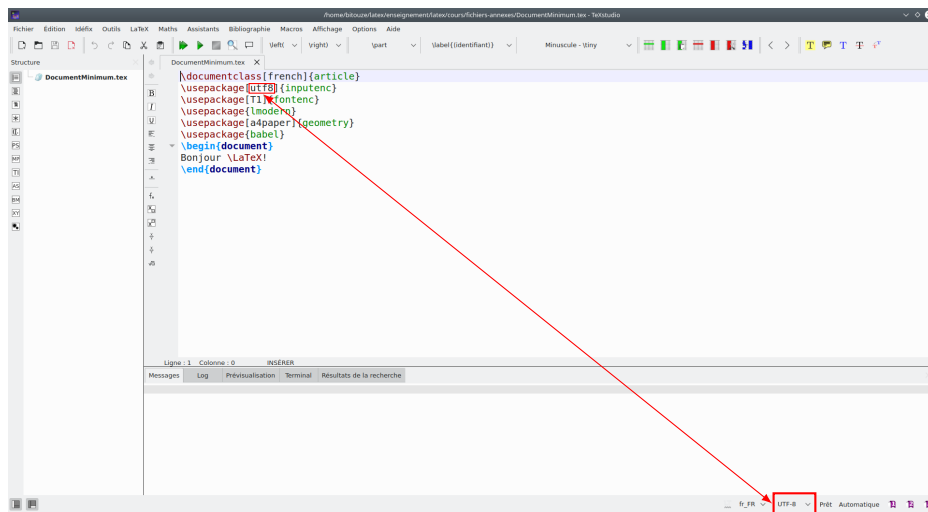 /home/bitouze/latex/enseignement/latex/cours/fichiers-annexes/DocumentMinimum.tex - TeXstudio
Fichier Edition Idéfix Outils LaTeX Maths Assistants Bibliographie Macros Affichage Options Aide
\left( \right) \part \label{(identifiant)} Minuscule - \tiny
Structure
DocumentMinimum.tex
DocumentMinimum.tex
\documentclass[french]{article}
\usepackage[utf8]{inputenc}
\usepackage[T1]{fontenc}
\usepackage{lmodern}
\usepackage[a4paper]{geometry}
\usepackage{babel}
\begin{document}
Bonjour \LaTeX!
\end{document}
Ligne : 1 Colonne : 0 INSÉRER
Messages Log Prévisualisation Terminal Résultats de la recherche
fr_FR UTF-8 Prêt Automatique